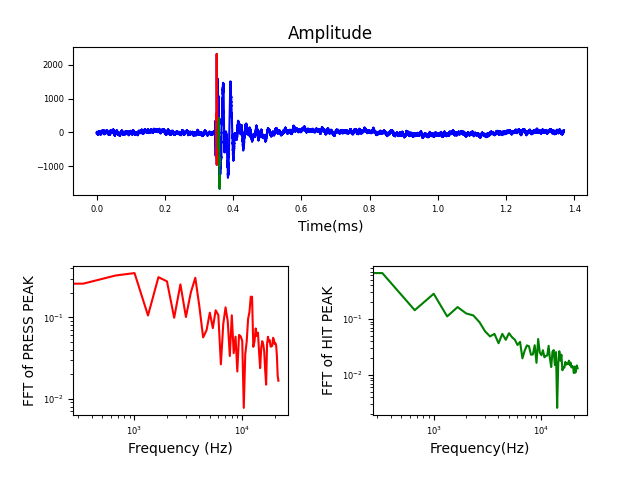 Amplitude
2000
1000
0
−1000
0.0 0.2 0.4 0.6 0.8 1.0 1.2 1.4
Time(ms)
FFT of PRESS PEAK
10⁻¹
10⁻²
10³ 10⁴
Frequency (Hz)
FFT of HIT PEAK
10⁻¹
10⁻²
10³ 10⁴
Frequency(Hz)